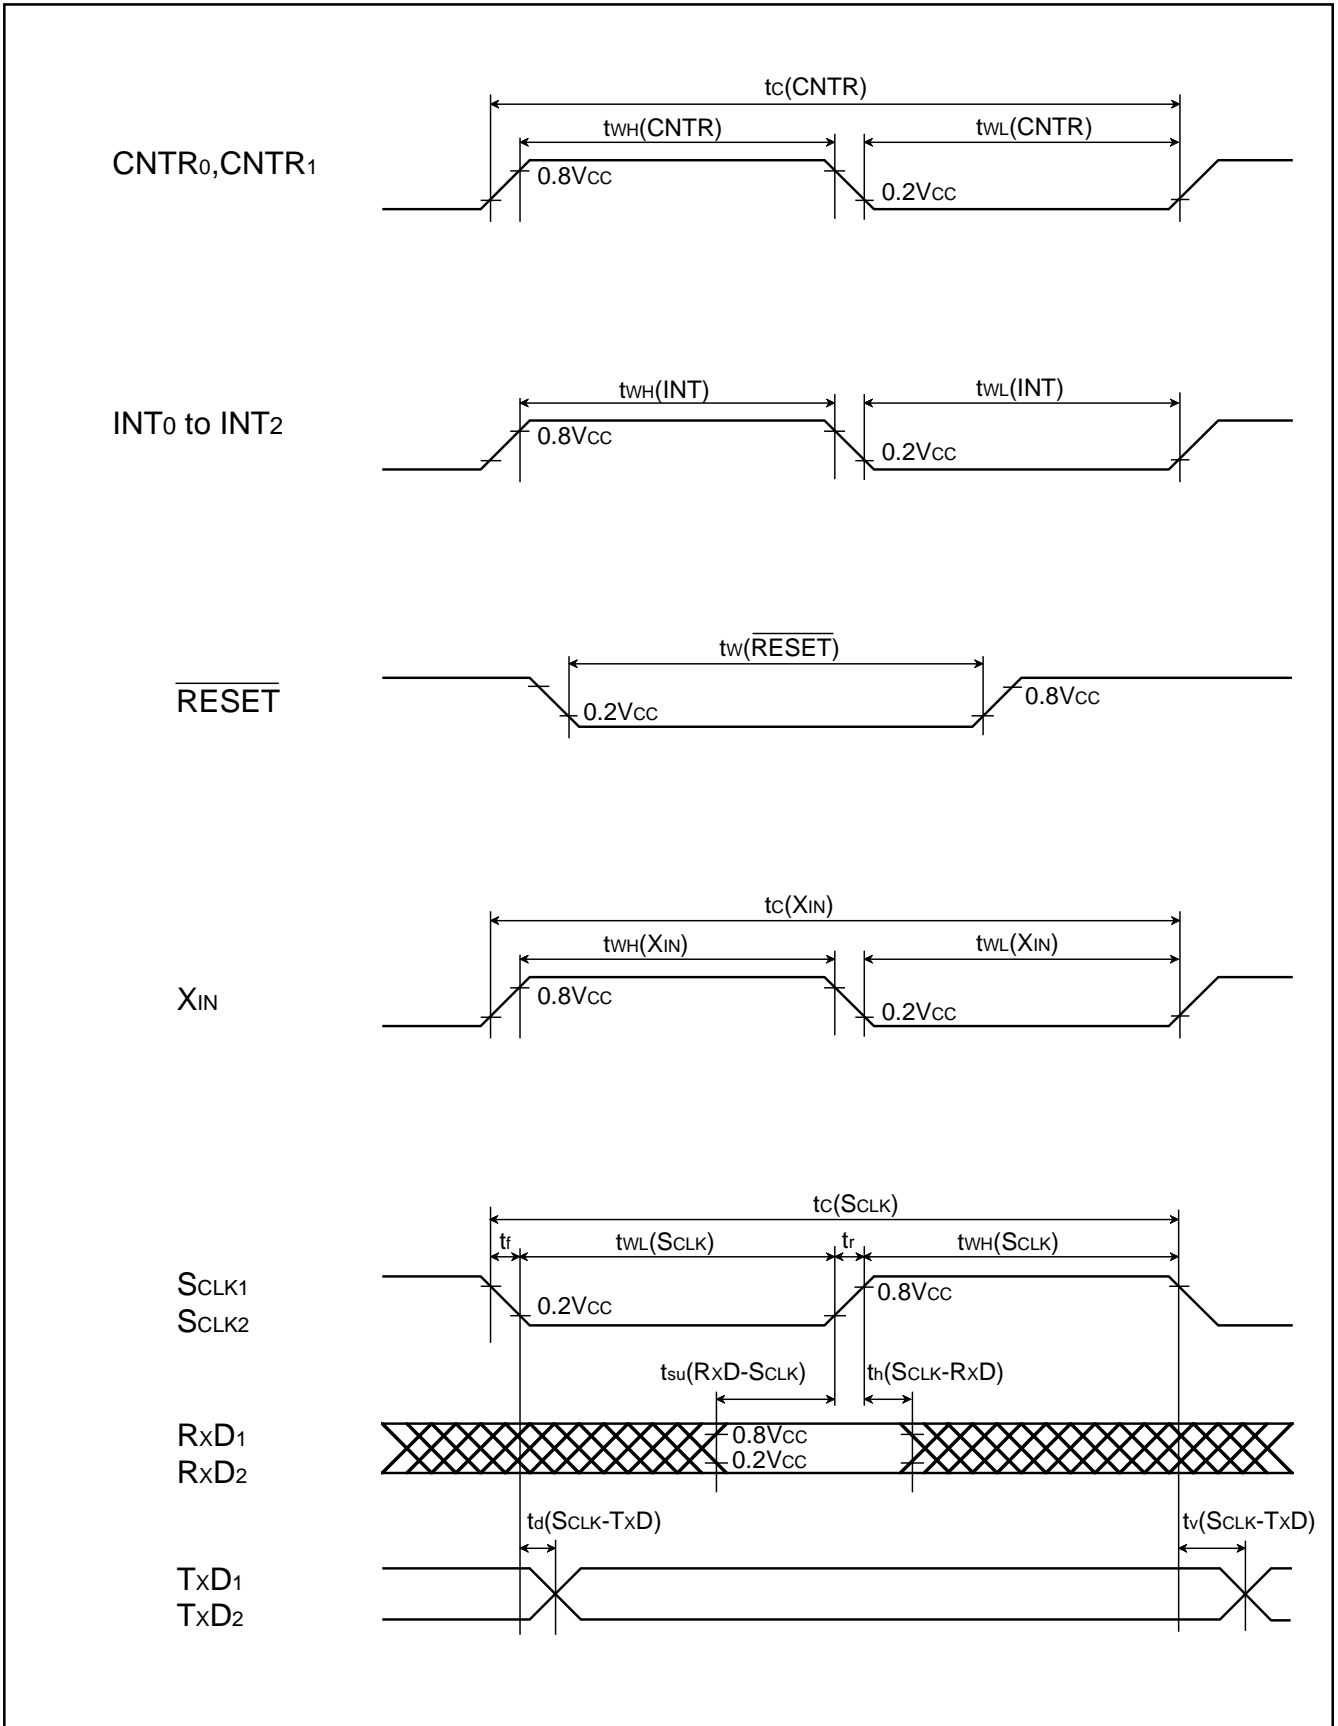 tC(CNTR)
tWH(CNTR) tWL(CNTR)
CNTR0,CNTR1
0.8VCC
0.2VCC
tWH(INT) tWL(INT)
INT0 to INT2
0.8VCC
0.2VCC
tW(RESET)
RESET
0.2VCC
0.8VCC
tC(XIN)
tWH(XIN) tWL(XIN)
XIN
0.8VCC
0.2VCC
tC(SCLK)
tf tWL(SCLK) tr tWH(SCLK)
SCLK1
SCLK2
0.2VCC
0.8VCC
tsu(RXD-SCLK) th(SCLK-RXD)
RXD1
RXD2
0.8VCC
0.2VCC
td(SCLK-TXD) tv(SCLK-TXD)
TXD1
TXD2